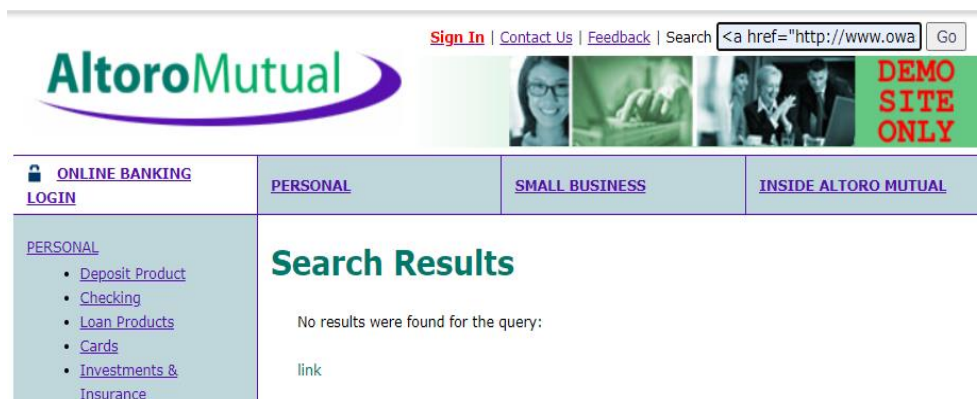 Sign In | Contact Us | Feedback | Search <a href="http://www.owa Go
AltoroMutual
DEMO
SITE
ONLY
ONLINE BANKING
LOGIN
PERSONAL
SMALL BUSINESS
INSIDE ALTORO MUTUAL
PERSONAL
• Deposit Product
• Checking
• Loan Products
• Cards
• Investments &
Insurance
Search Results
No results were found for the query:
link